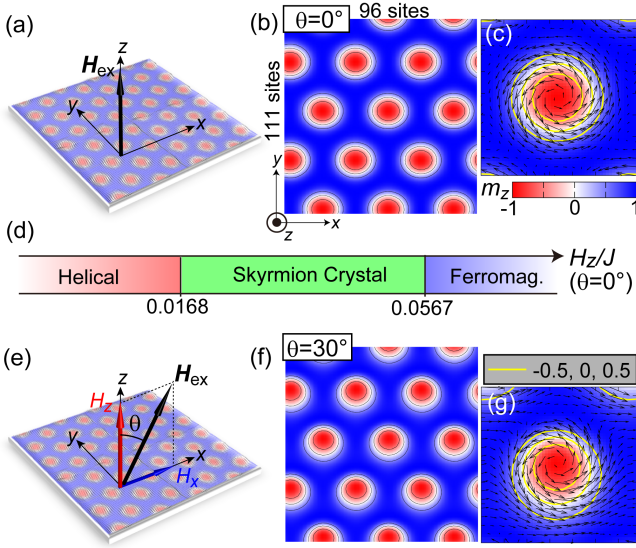 (a)
z
H_ex
y
x
(b)
θ=0°
96 sites
111 sites
y
z
x
(c)
m_z
-1
0
1
(d)
Helical
Skyrmion Crystal
Ferromag.
H_z/J
(θ=0°)
0.0168
0.0567
(e)
z
H_z
H_ex
θ
y
x
H_x
(f)
θ=30°
-0.5, 0, 0.5
(g)